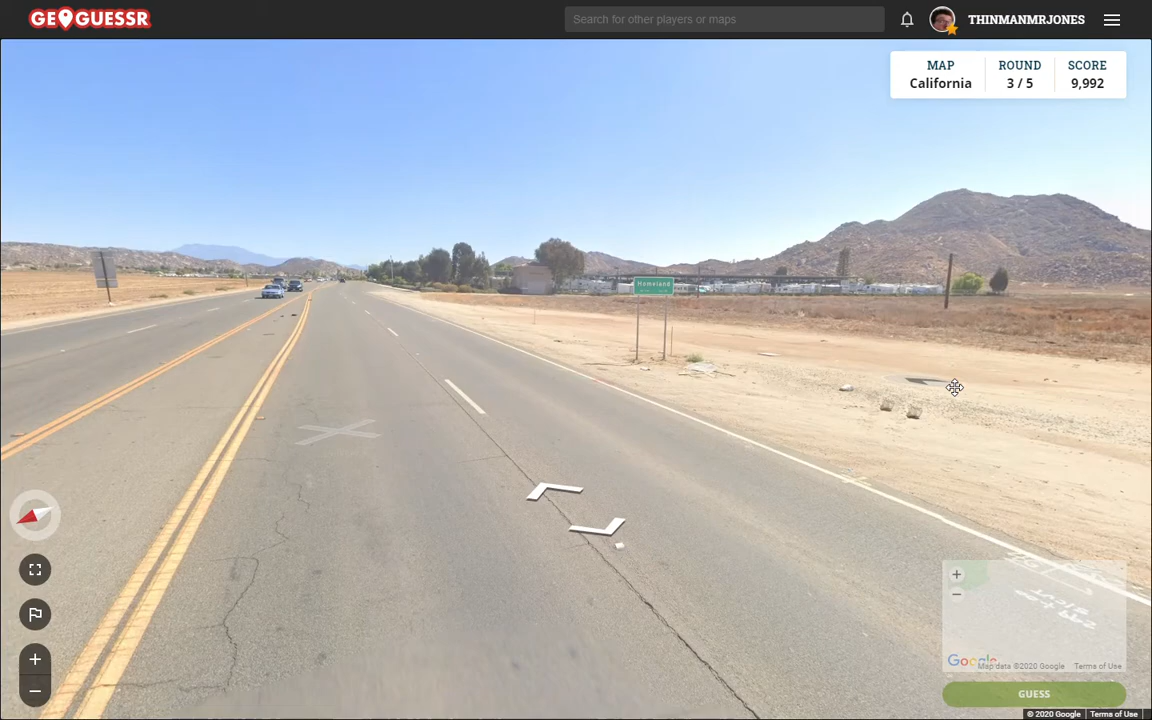 GEOGUESSR
Search for other players or maps
THINMANMRJONES
MAP
California
ROUND
3 / 5
SCORE
9,992
Homeland
+
−
Google
Map data ©2020 Google
Terms of Use
GUESS
+
−
© 2020 Google
Terms of Use